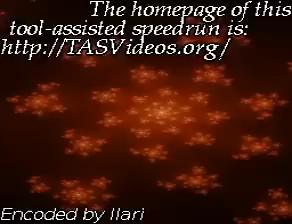 The homepage of this
tool-assisted speedrun is:
http://TASVideos.org/
Encoded by Ilari